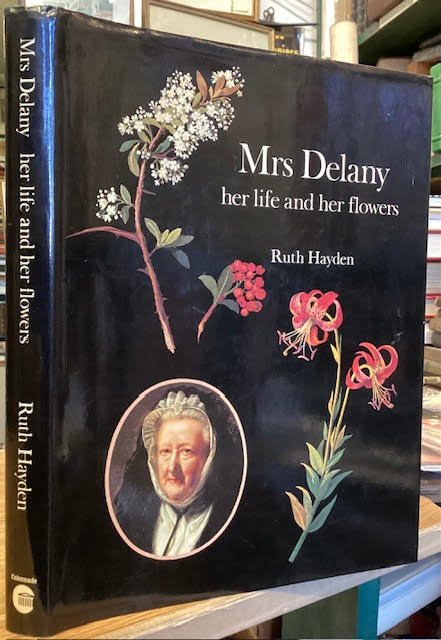 Mrs Delany
her life and her flowers
Ruth Hayden
Mrs Delany her life and her flowers
Ruth Hayden
Colonnade